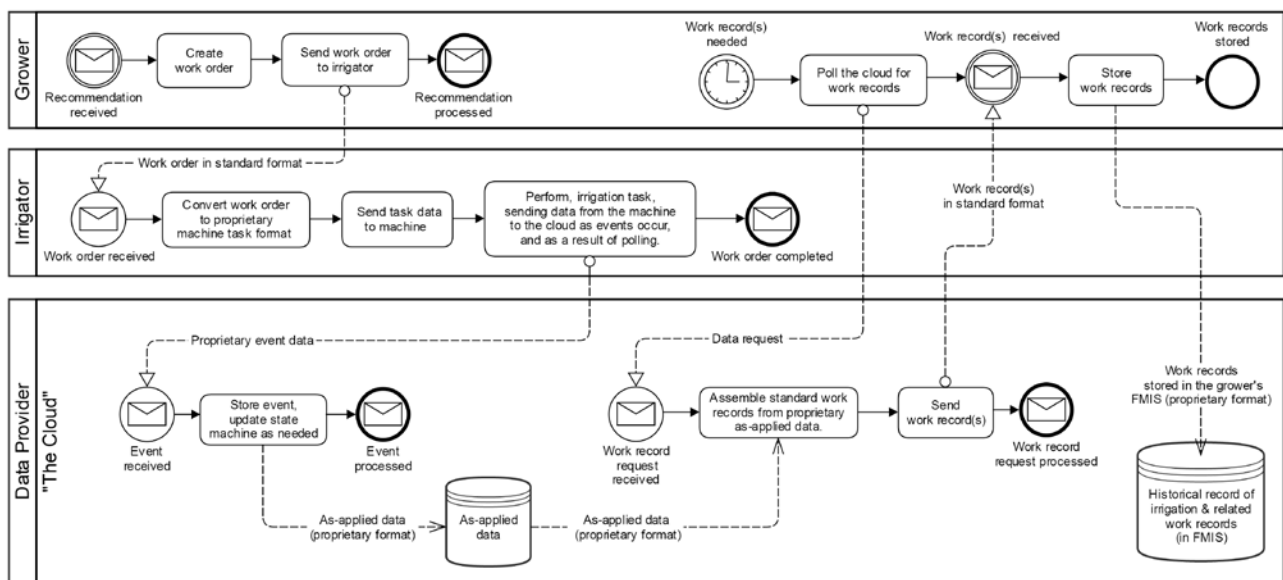 Grower
Recommendation
received
Create
work order
Send work order
to irrigator
Recommendation
processed
Work record(s)
needed
Poll the cloud for
work records
Work record(s) received
Store
work records
Work records
stored
Irrigator
Work order in standard format
Work order received
Convert work order
to proprietary
machine task format
Send task data
to machine
Perform, irrigation task,
sending data from the machine
to the cloud as events occur,
and as a result of polling.
Work order completed
Work record(s)
in standard format
Data Provider
"The Cloud"
Proprietary event data
Event
received
Store event,
update state
machine as needed
Event
processed
As-applied data
(proprietary format)
As-applied
data
As-applied data
(proprietary format)
Data request
Work record
request
received
Assemble standard work
records from proprietary
as-applied data.
Send
work record(s)
Work record
request processed
Work records
stored in the grower's
FMIS (proprietary format)
Historical record of
irrigation & related
work records
(in FMIS)